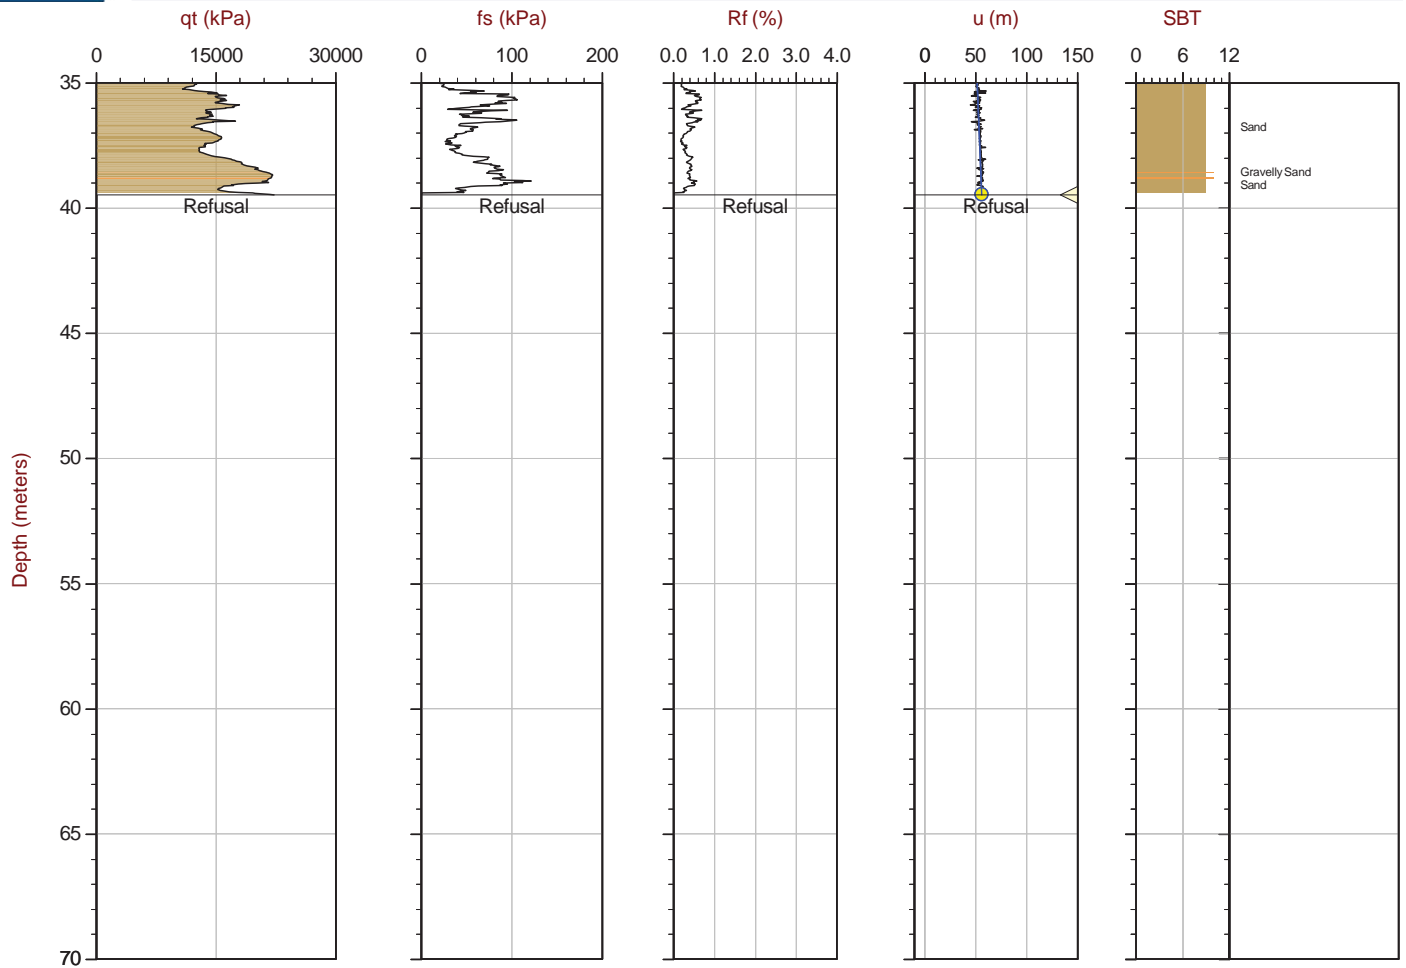 qt (kPa) fs (kPa) Rf (%) u (m) SBT
0 15000 30000 0 100 200 0.0 1.0 2.0 3.0 4.0 0 50 100 150 0 6 12
35
Sand
Gravelly Sand
Sand
Refusal Refusal Refusal Refusal
40
45
50
55
60
65
70
Depth (meters)